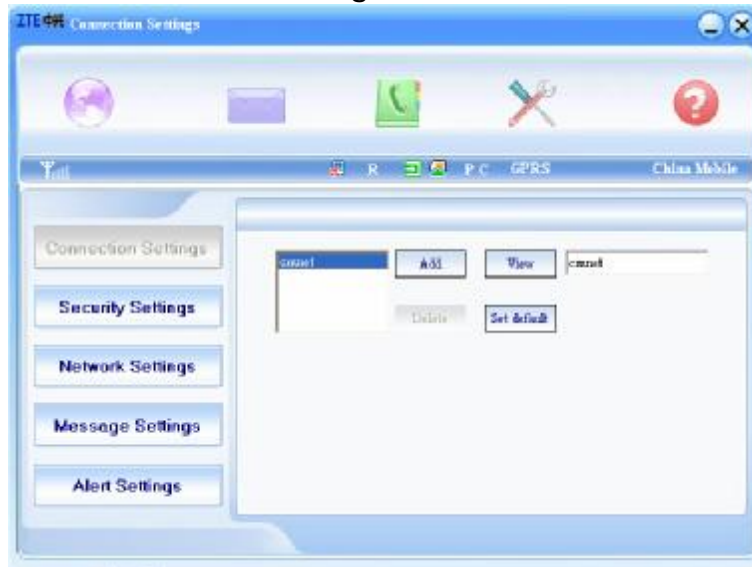 ZTE中兴 Connection Settings
R P C GPRS China Mobile
Connection Settings
Security Settings
Network Settings
Message Settings
Alert Settings
cmnet Add View cmnet
Delete Set default